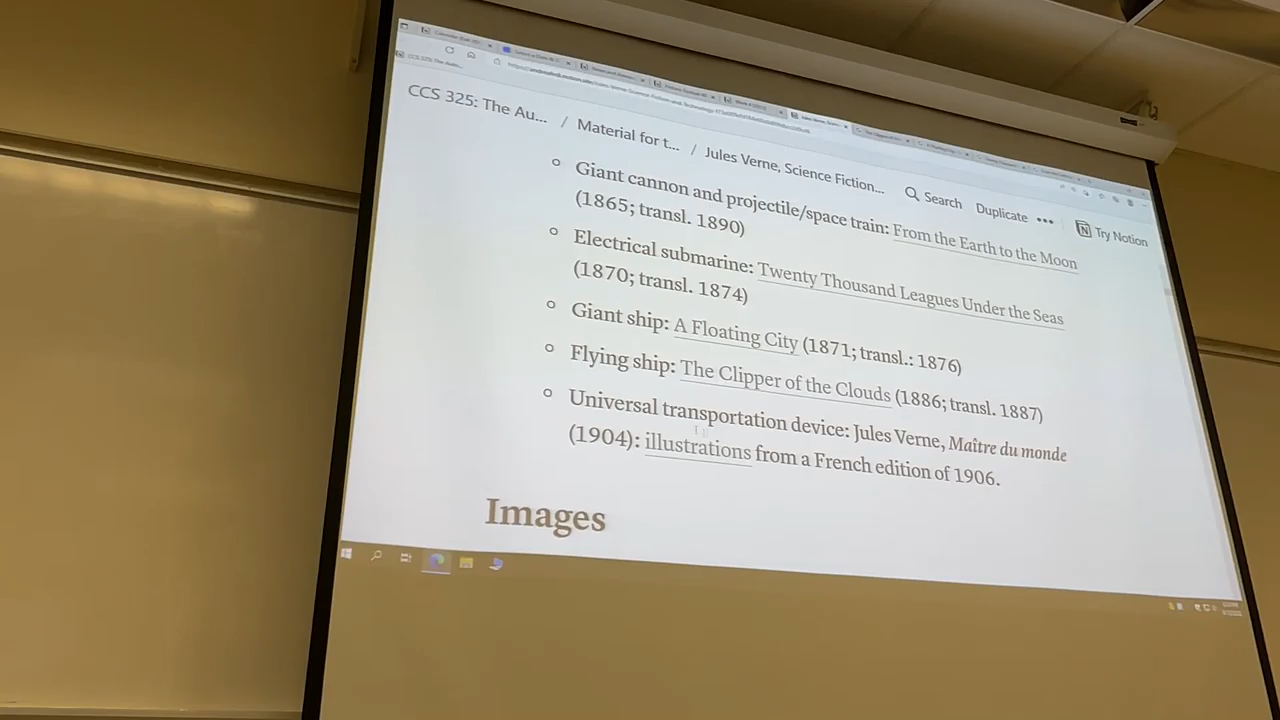 CCS 325: The Au... / Material for t... / Jules Verne, Science Fiction...
Search Duplicate ••• Try Notion
Giant cannon and projectile/space train: From the Earth to the Moon
(1865; transl. 1890)
Electrical submarine: Twenty Thousand Leagues Under the Seas
(1870; transl. 1874)
Giant ship: A Floating City (1871; transl.: 1876)
Flying ship: The Clipper of the Clouds (1886; transl. 1887)
Universal transportation device: Jules Verne, Maître du monde
(1904): illustrations from a French edition of 1906.
Images